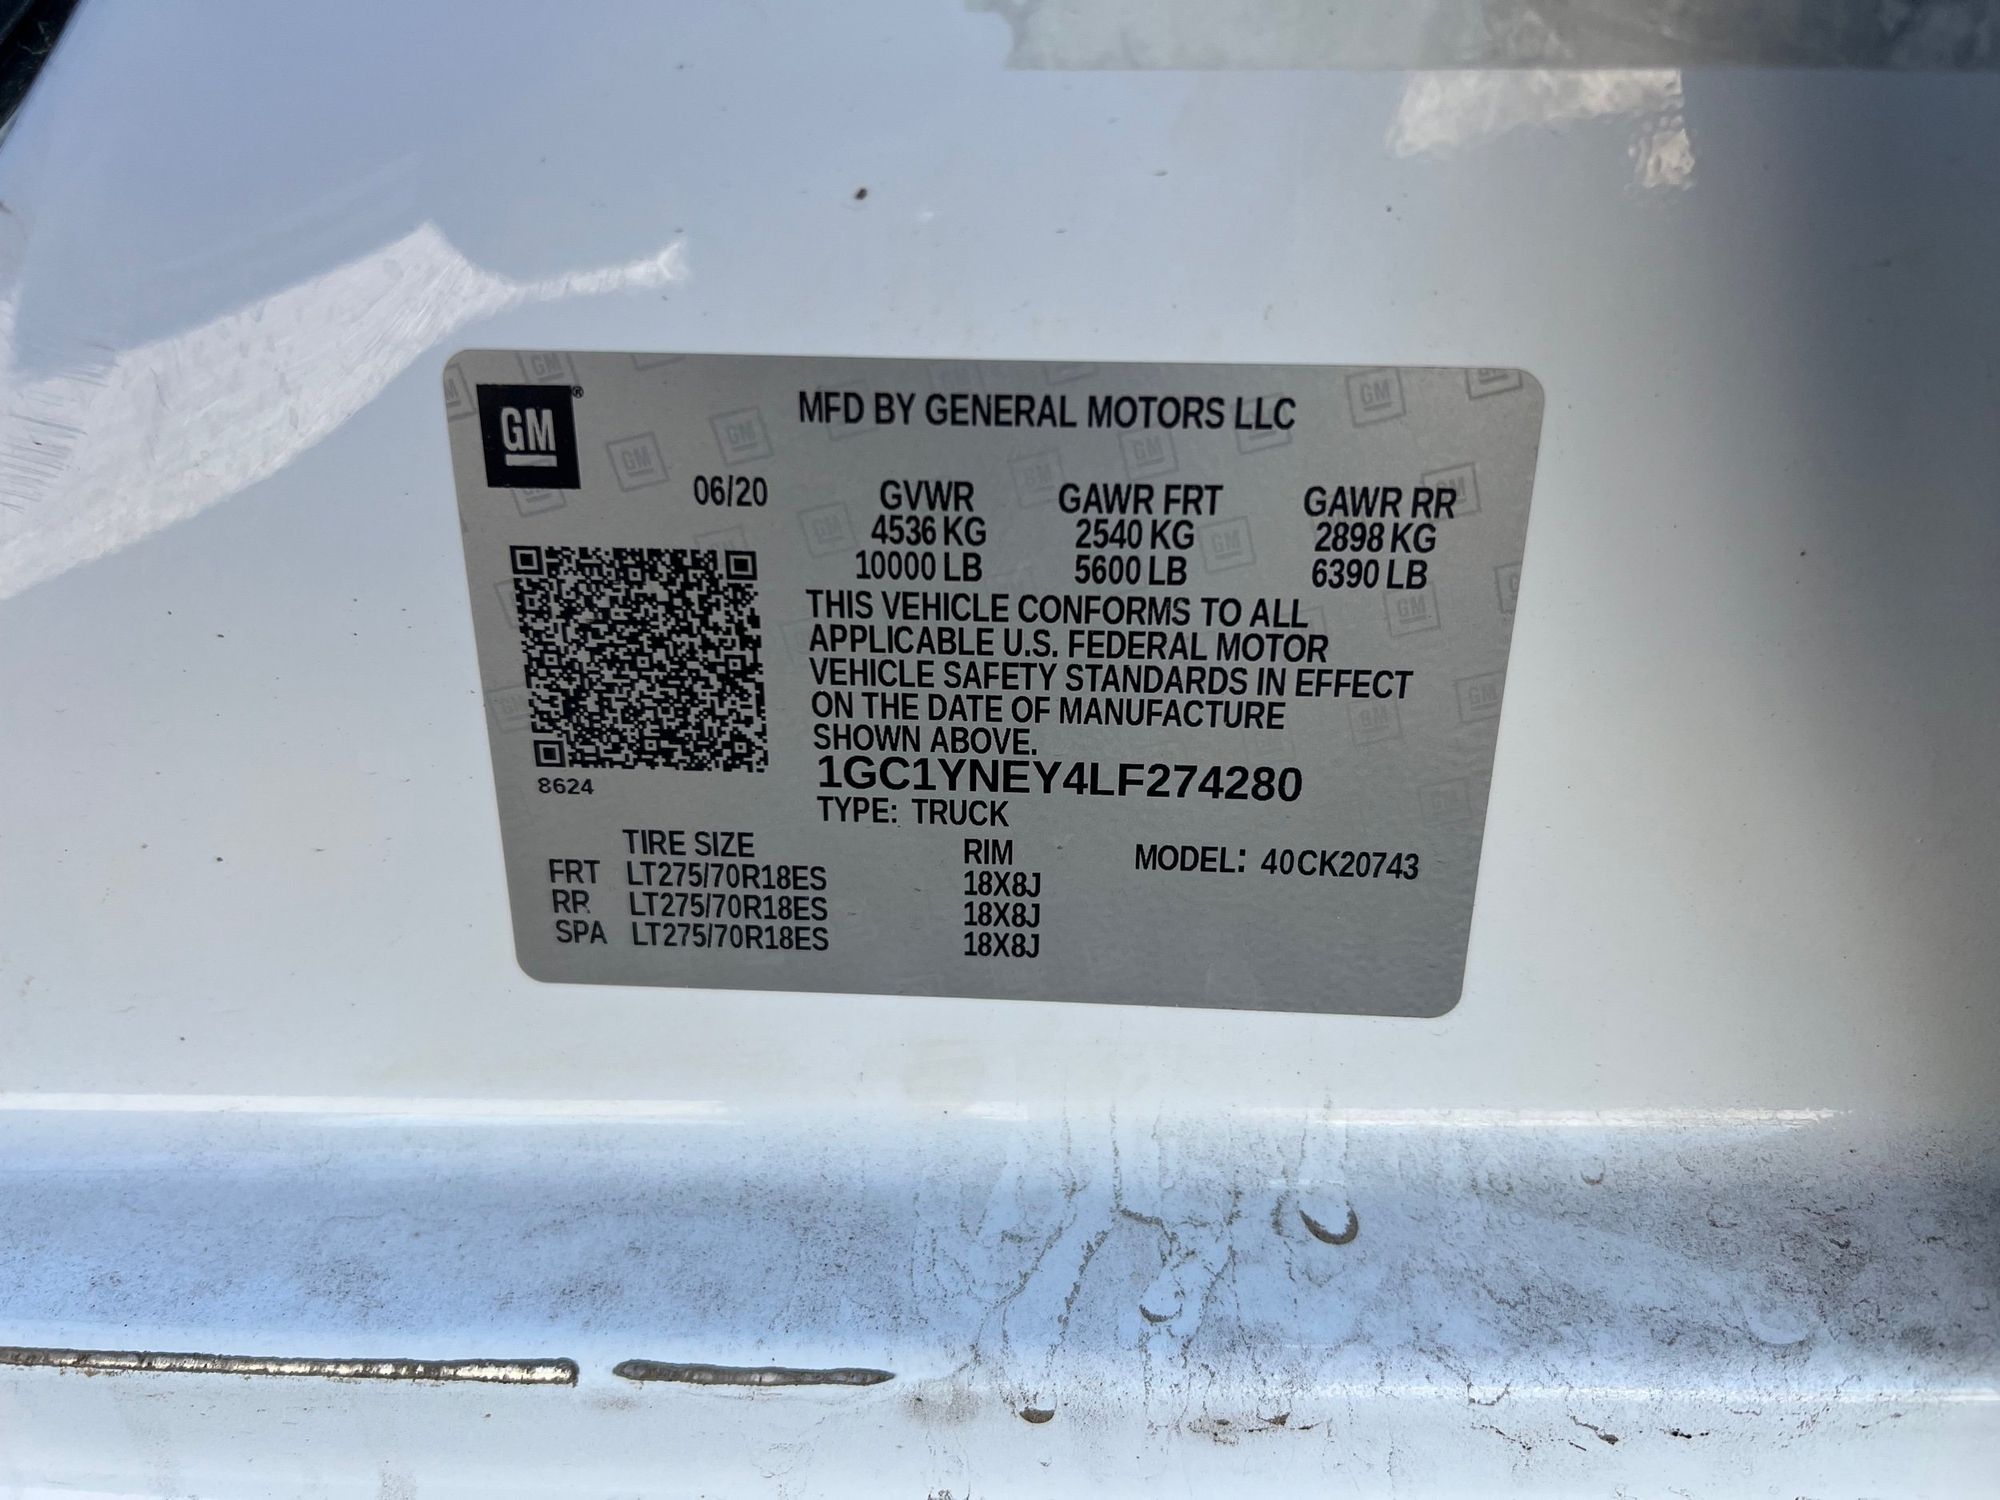 GM®
MFD BY GENERAL MOTORS LLC
06/20
GVWR GAWR FRT GAWR RR
4536 KG 2540 KG 2898 KG
10000 LB 5600 LB 6390 LB
THIS VEHICLE CONFORMS TO ALL
APPLICABLE U.S. FEDERAL MOTOR
VEHICLE SAFETY STANDARDS IN EFFECT
ON THE DATE OF MANUFACTURE
SHOWN ABOVE.
1GC1YNEY4LF274280
8624
TYPE: TRUCK
TIRE SIZE RIM MODEL: 40CK20743
FRT LT275/70R18ES 18X8J
RR LT275/70R18ES 18X8J
SPA LT275/70R18ES 18X8J